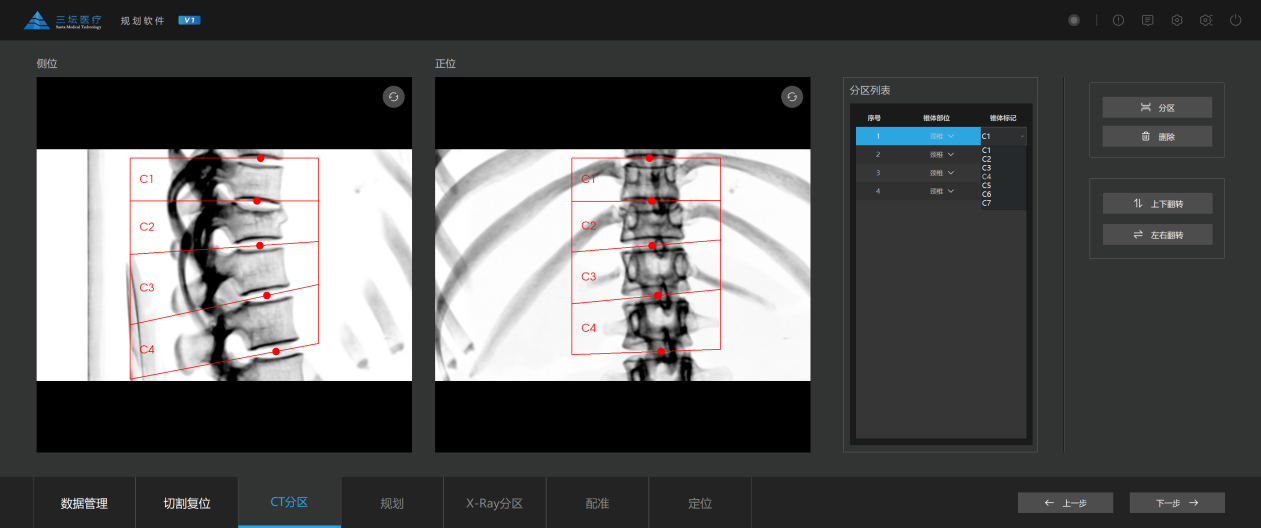 三坛医疗
Santa Medical Technology
规划软件
V1
侧位
C1
C2
C3
C4
正位
C1
C2
C3
C4
分区列表
序号 锥体部位 锥体标记
1 颈椎 C1
2 颈椎
3 颈椎
4 颈椎
C1
C2
C3
C4
C5
C6
C7
分区
删除
上下翻转
左右翻转
数据管理
切割复位
CT分区
规划
X-Ray分区
配准
定位
← 上一步
下一步 →